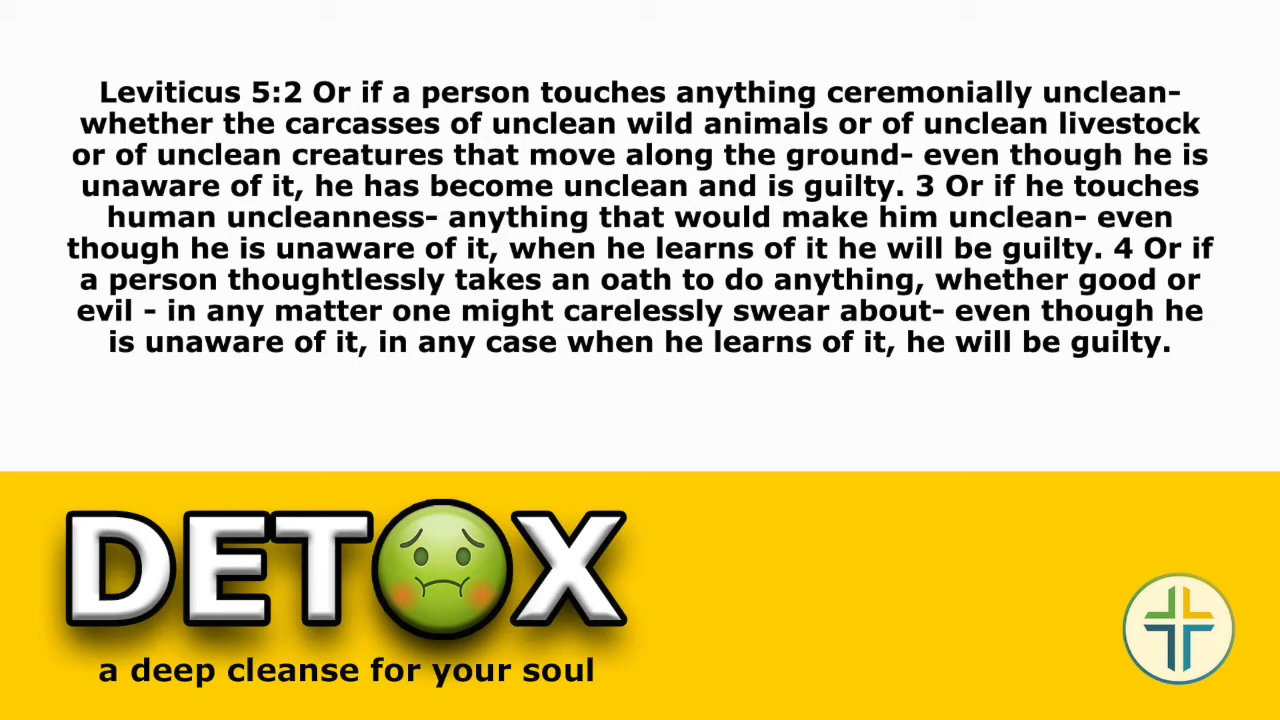 Leviticus 5:2 Or if a person touches anything ceremonially unclean-
whether the carcasses of unclean wild animals or of unclean livestock
or of unclean creatures that move along the ground- even though he is
unaware of it, he has become unclean and is guilty. 3 Or if he touches
human uncleanness- anything that would make him unclean- even
though he is unaware of it, when he learns of it he will be guilty. 4 Or if
a person thoughtlessly takes an oath to do anything, whether good or
evil - in any matter one might carelessly swear about- even though he
is unaware of it, in any case when he learns of it, he will be guilty.
DETOX
a deep cleanse for your soul